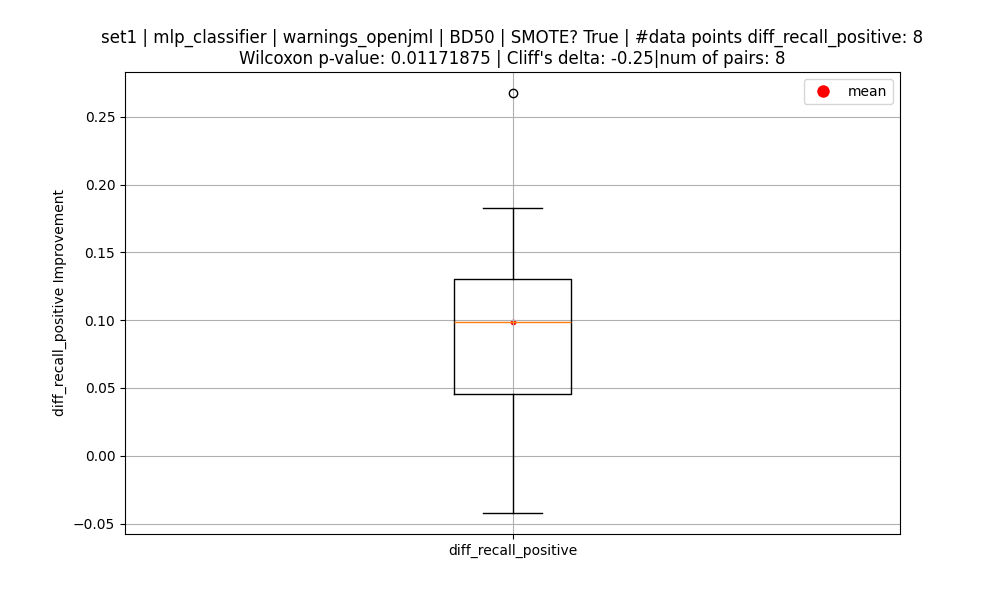 set1 | mlp_classifier | warnings_openjml | BD50 | SMOTE? True | #data points diff_recall_positive: 8
Wilcoxon p-value: 0.01171875 | Cliff's delta: -0.25|num of pairs: 8
mean
0.25
0.20
0.15
0.10
0.05
0.00
−0.05
diff_recall_positive Improvement
diff_recall_positive